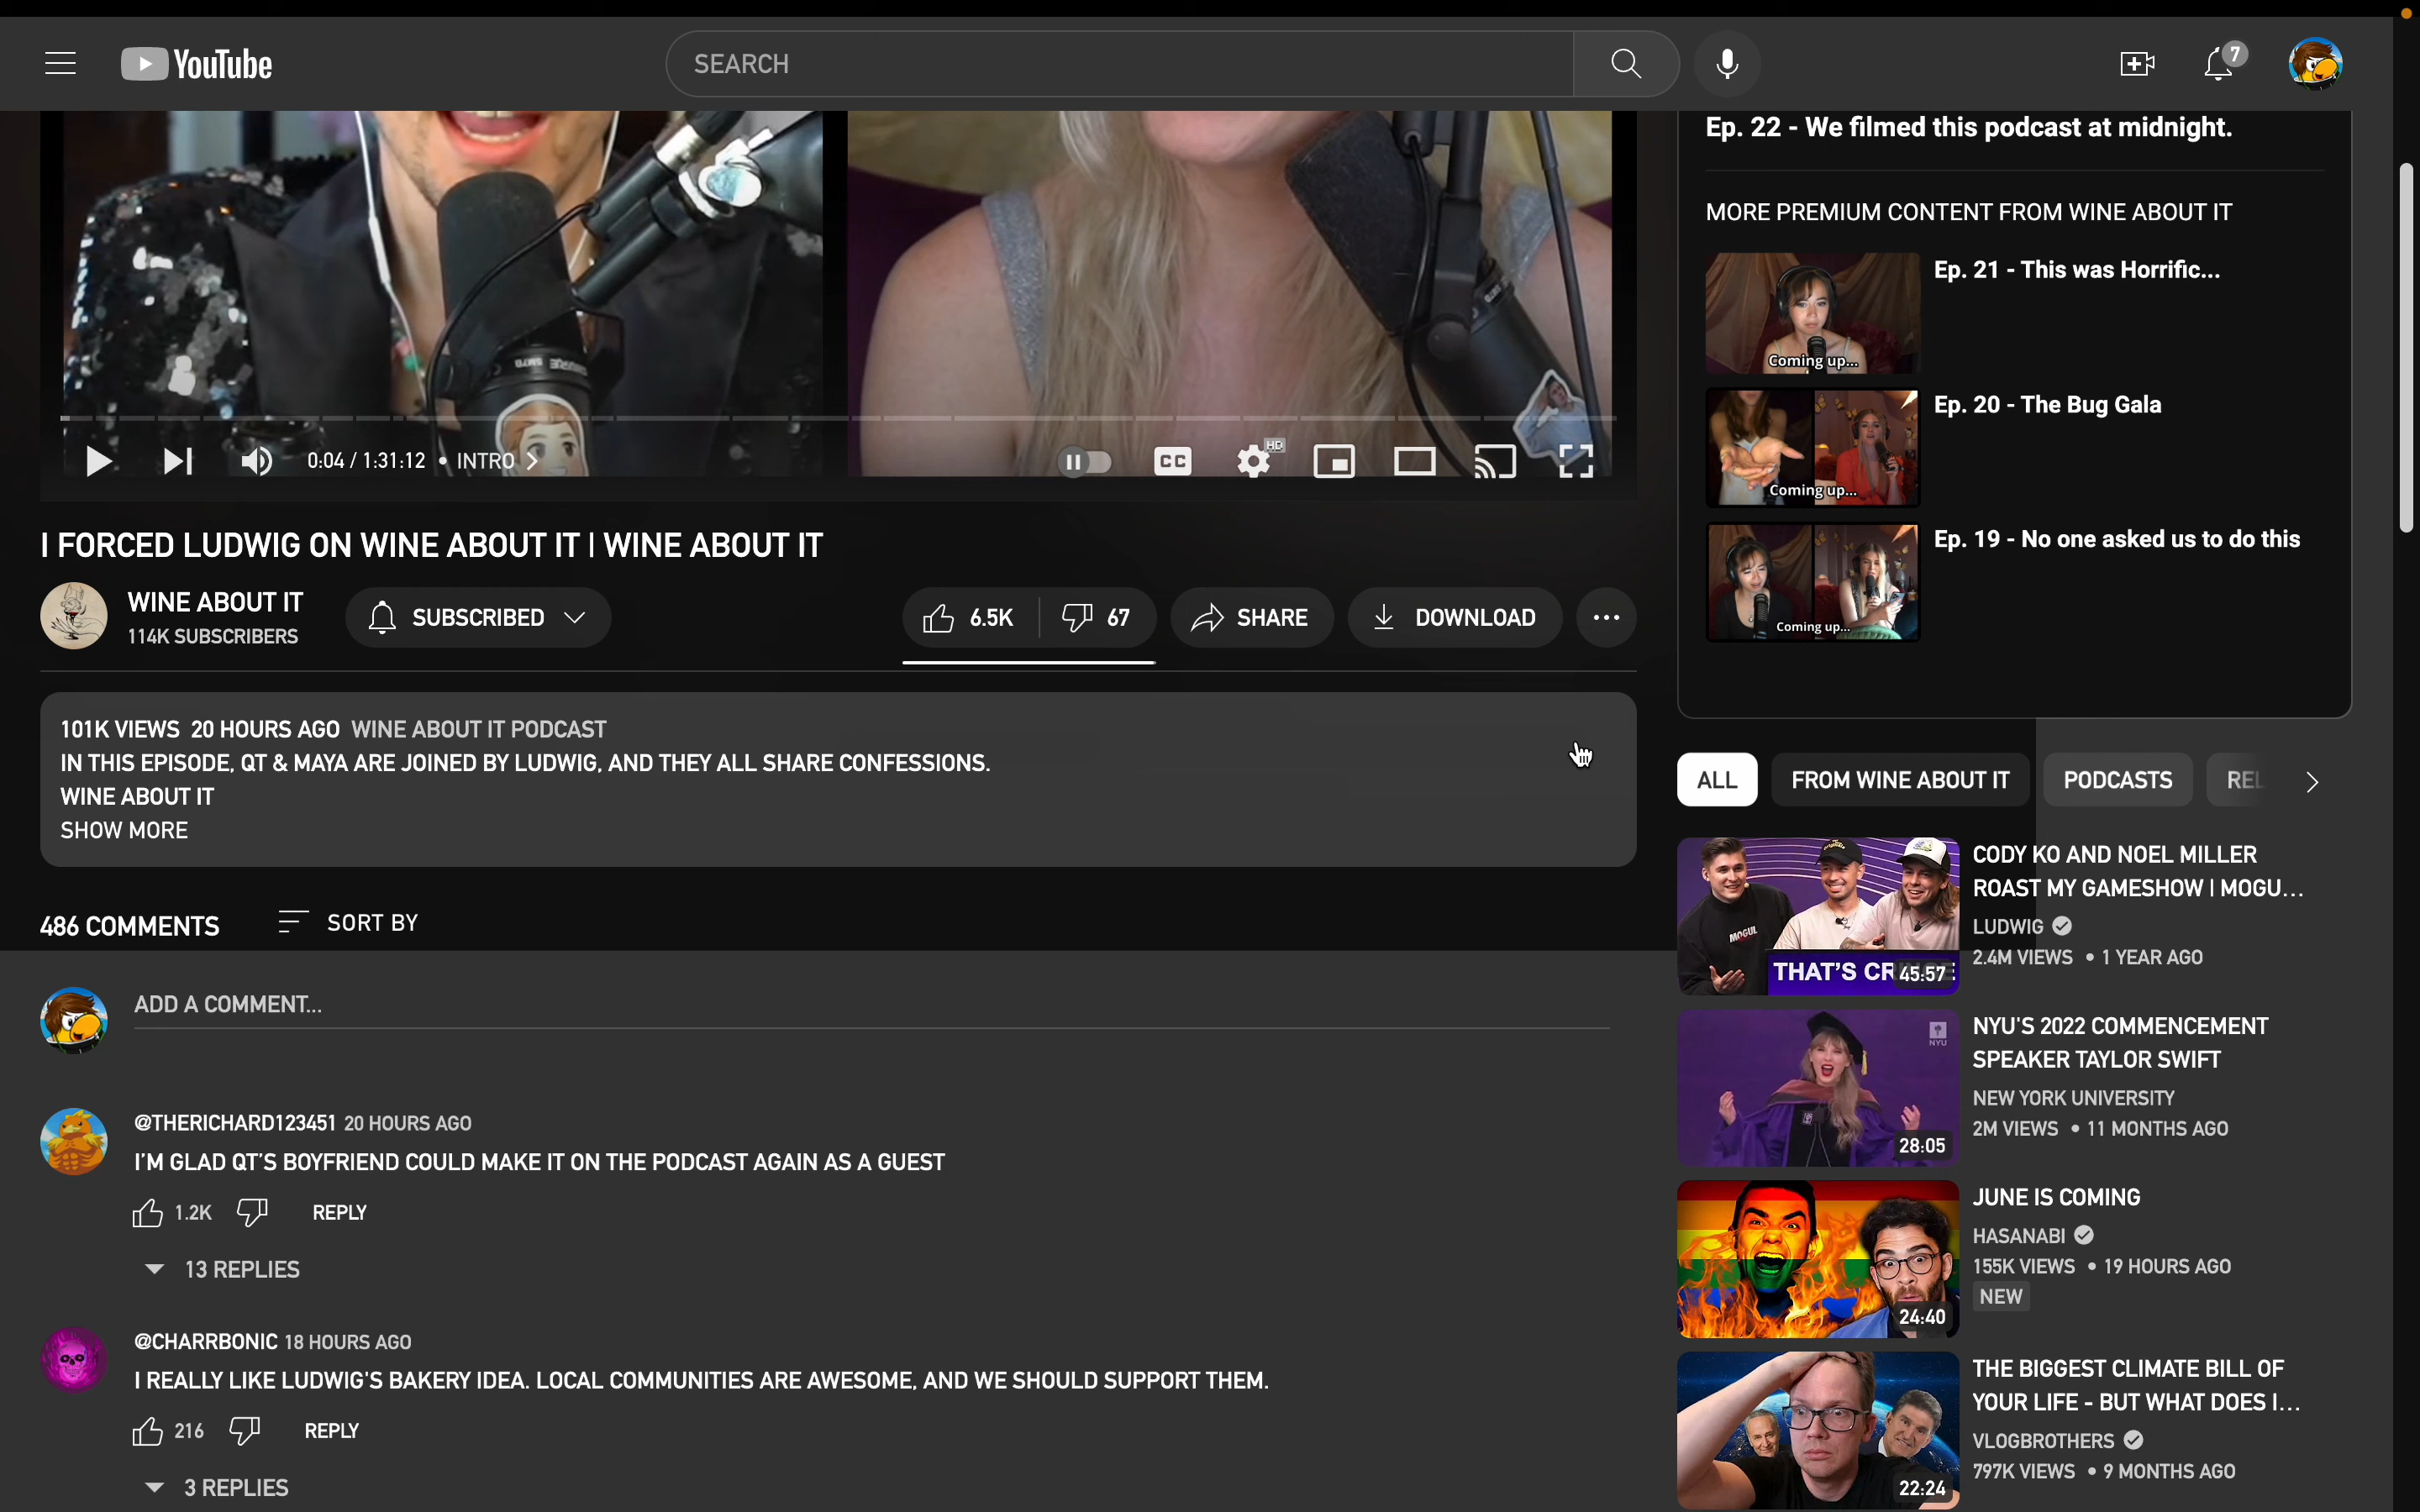 YouTube
SEARCH
7
Ep. 22 - We filmed this podcast at midnight.
MORE PREMIUM CONTENT FROM WINE ABOUT IT
Ep. 21 - This was Horrific...
Coming up...
Ep. 20 - The Bug Gala
Coming up...
Ep. 19 - No one asked us to do this
Coming up...
0:04 / 1:31:12 • INTRO
CC
HD
I FORCED LUDWIG ON WINE ABOUT IT | WINE ABOUT IT
WINE ABOUT IT
114K SUBSCRIBERS
SUBSCRIBED
6.5K
67
SHARE
DOWNLOAD
101K VIEWS 20 HOURS AGO WINE ABOUT IT PODCAST
IN THIS EPISODE, QT & MAYA ARE JOINED BY LUDWIG, AND THEY ALL SHARE CONFESSIONS.
WINE ABOUT IT
SHOW MORE
486 COMMENTS
SORT BY
ADD A COMMENT...
@THERICHARD123451 20 HOURS AGO
I'M GLAD QT'S BOYFRIEND COULD MAKE IT ON THE PODCAST AGAIN AS A GUEST
1.2K
REPLY
13 REPLIES
@CHARRBONIC 18 HOURS AGO
I REALLY LIKE LUDWIG'S BAKERY IDEA. LOCAL COMMUNITIES ARE AWESOME, AND WE SHOULD SUPPORT THEM.
216
REPLY
3 REPLIES
ALL
FROM WINE ABOUT IT
PODCASTS
REL
MOGUL
THAT'S CR
45:57
CODY KO AND NOEL MILLER
ROAST MY GAMESHOW | MOGU...
LUDWIG
2.4M VIEWS • 1 YEAR AGO
NYU
28:05
NYU'S 2022 COMMENCEMENT
SPEAKER TAYLOR SWIFT
NEW YORK UNIVERSITY
2M VIEWS • 11 MONTHS AGO
24:40
JUNE IS COMING
HASANABI
155K VIEWS • 19 HOURS AGO
NEW
22:24
THE BIGGEST CLIMATE BILL OF
YOUR LIFE - BUT WHAT DOES I...
VLOGBROTHERS
797K VIEWS • 9 MONTHS AGO